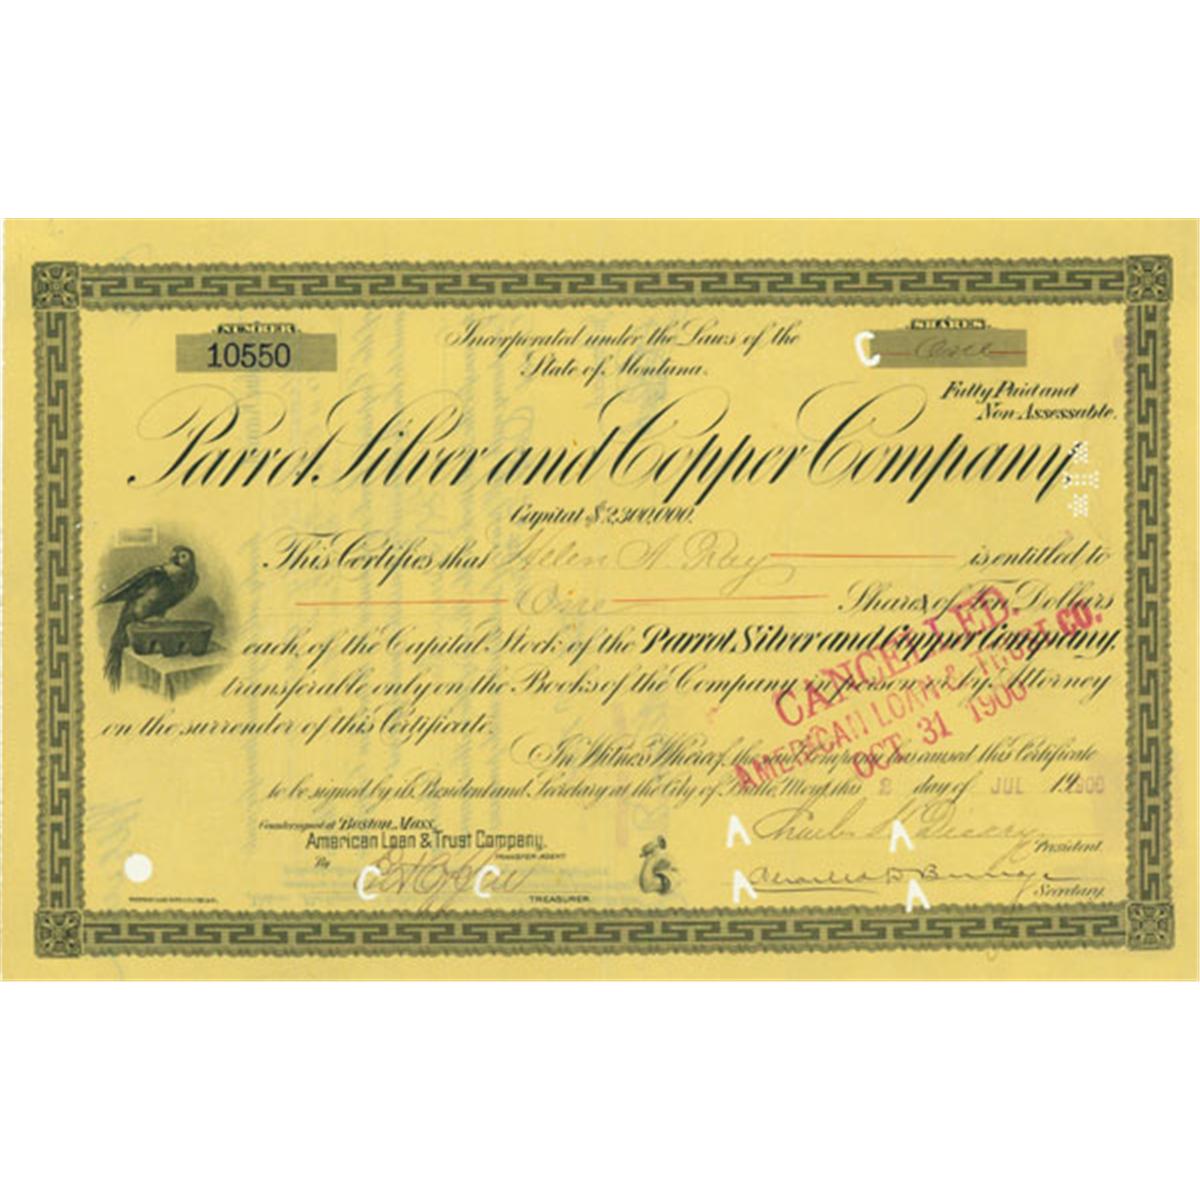 NUMBER
10550
Incorporated under the Laws of the
State of Montana.
SHARES
One
Fully Paid and
Non Assessable.
Parrot Silver and Copper Company
Capital $2,300,000.
This Certifies that Helen A. Ray is entitled to
One Shares of Ten Dollars
each, of the Capital Stock of the Parrot Silver and Copper Company,
transferable only on the Books of the Company in person or by Attorney
on the surrender of this Certificate.
In Witness Whereof, the said Company has caused this Certificate
to be signed by its President and Secretary at the City of Butte, Mont, this 2 day of JUL 1900
CANCELLED.
AMERICAN LOAN & TRUST CO.
OCT 31 1900
Countersigned at Boston, Mass.
American Loan & Trust Company,
TRANSFER AGENT
By
TREASURER.
President.
Secretary.
C
C C
A A
A A